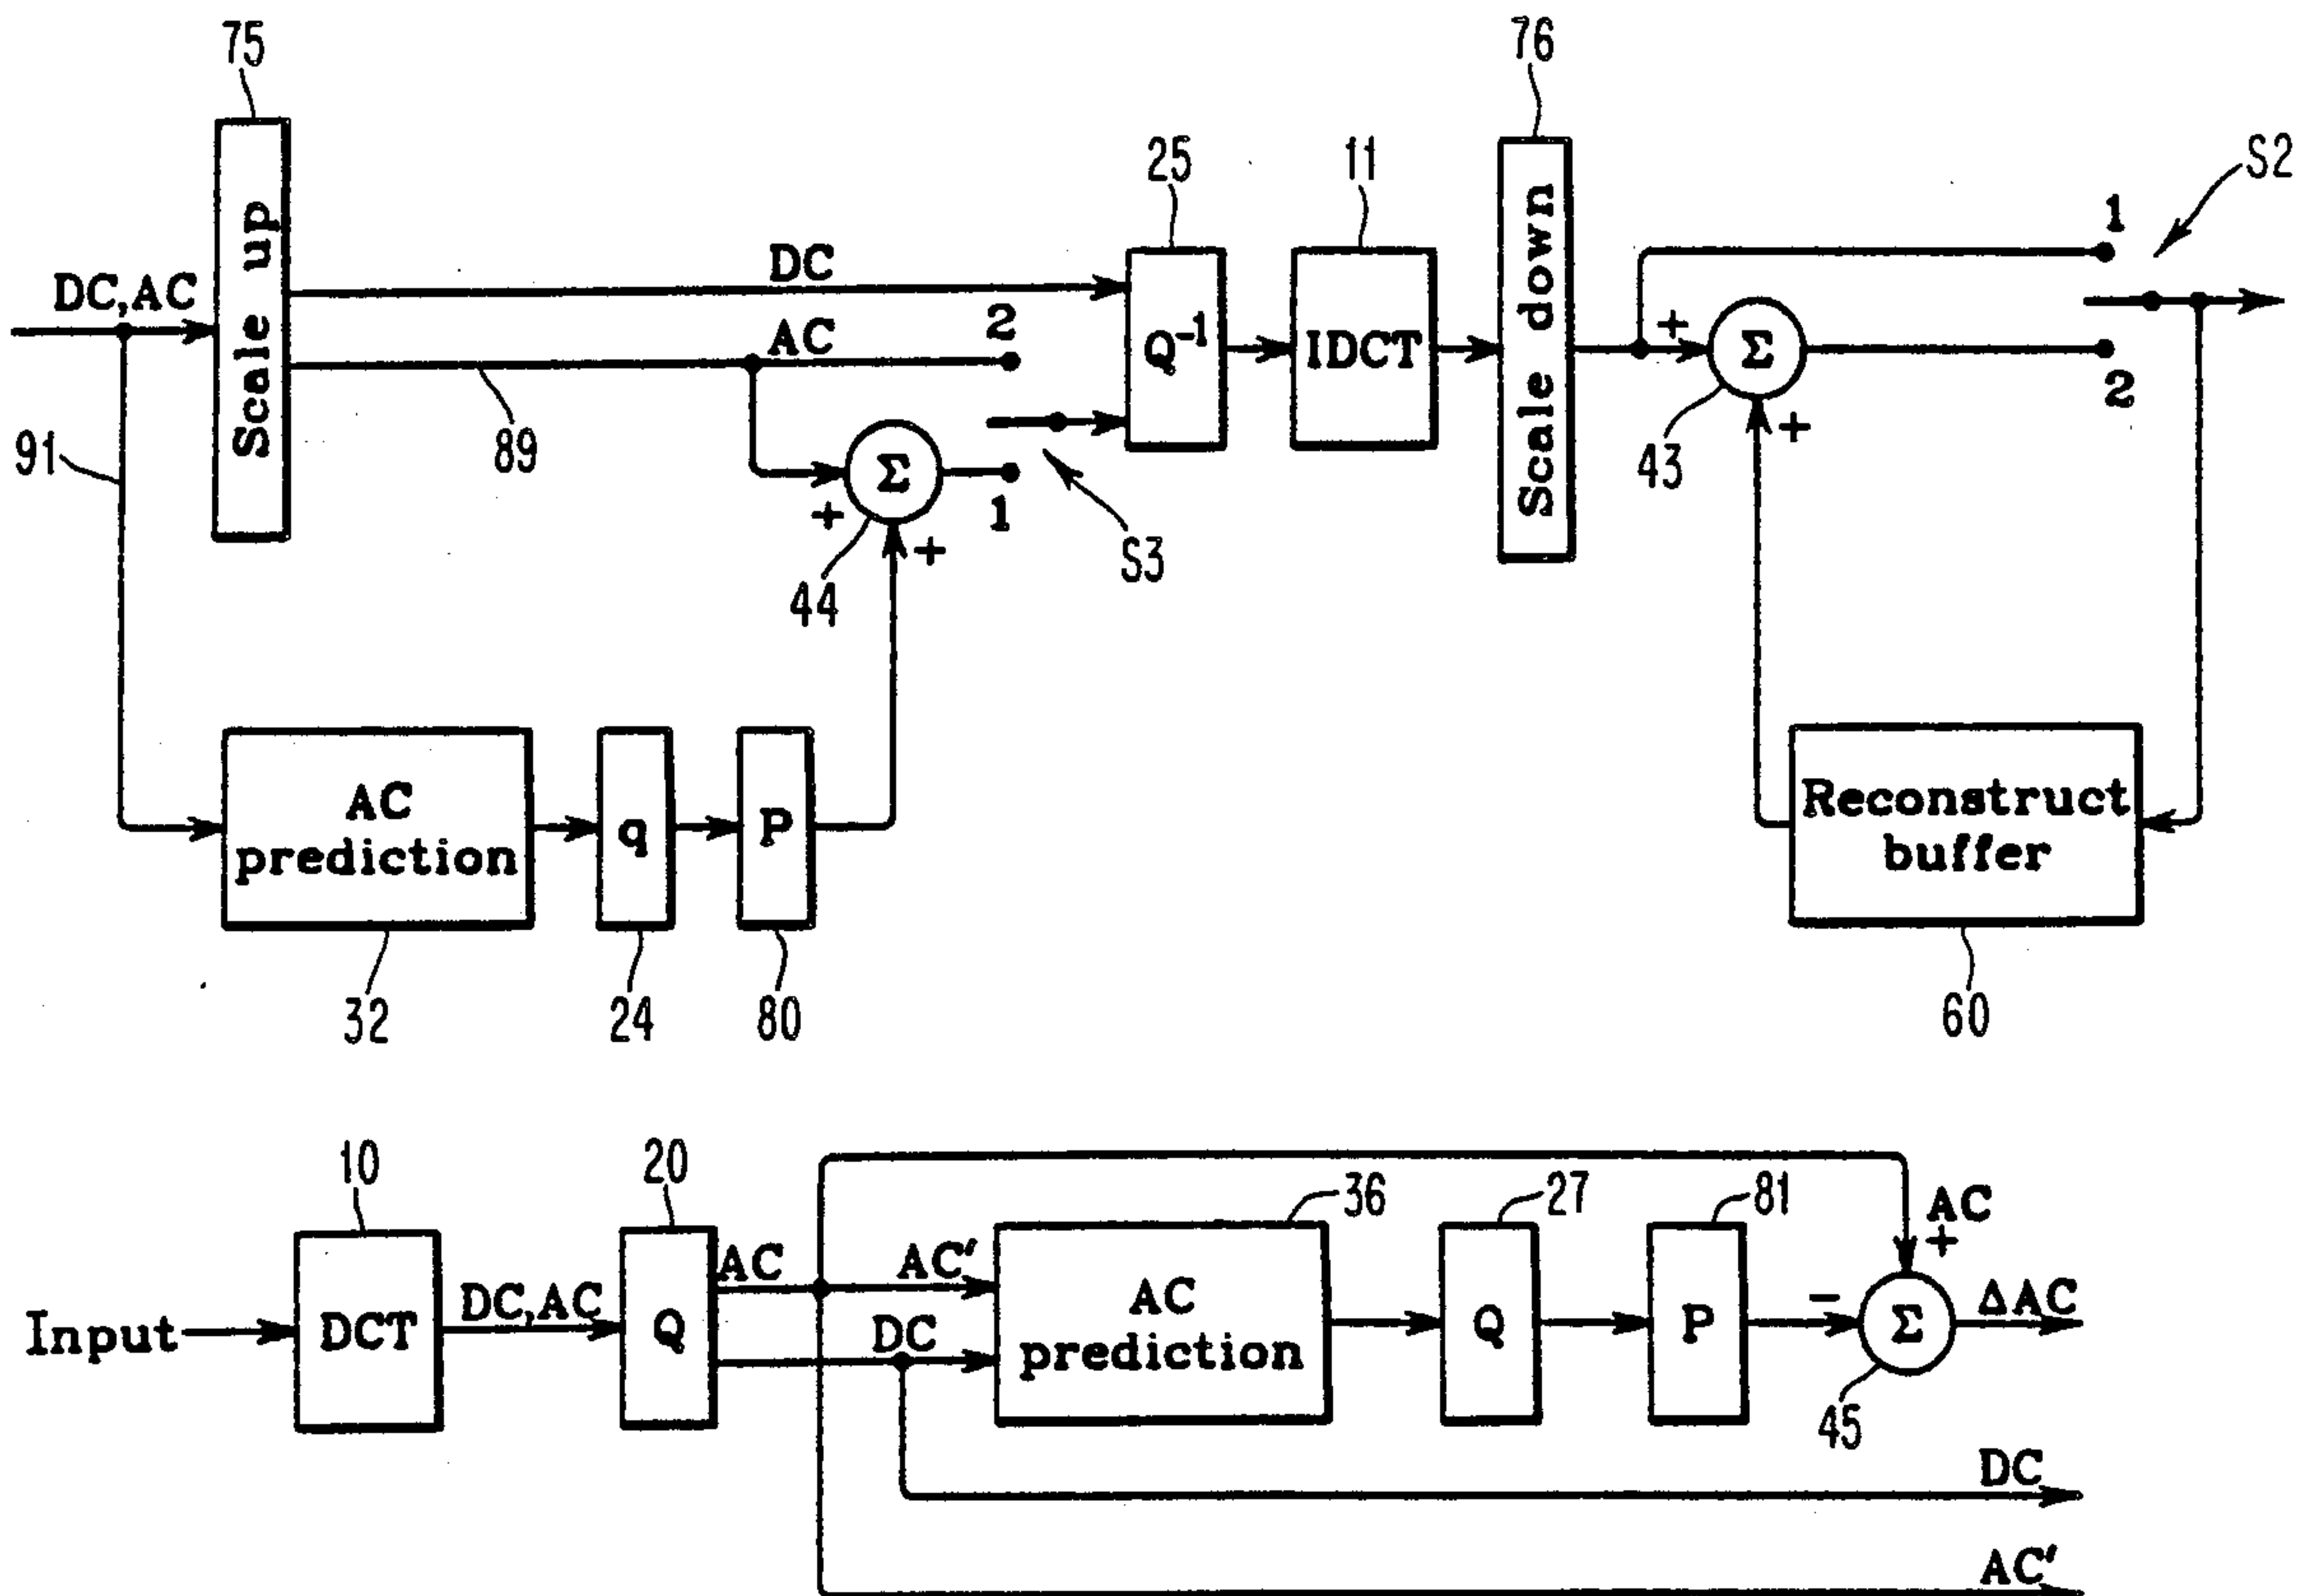 75
76
25
11
S2
1
Scale up
DC
DC,AC
2
AC
Q⁻¹
IDCT
Scale down
+
Σ
2
+
43
91
89
Σ
+
1
+
44
S3
AC
prediction
q
P
Reconstruct
buffer
32
24
80
60
10
20
36
27
81
AC
+
AC
AC′
Input
DCT
DC,AC
Q
DC
AC
prediction
Q
P
-
Σ
ΔAC
45
DC
AC′